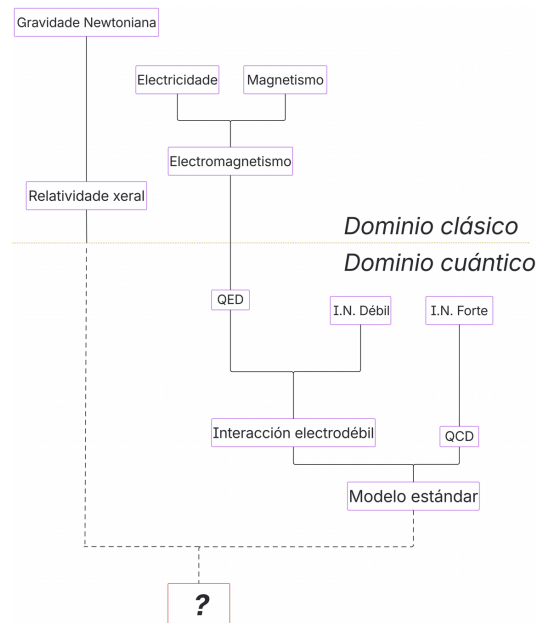 Gravidade Newtoniana
Electricidade
Magnetismo
Electromagnetismo
Relatividade xeral
Dominio clásico
Dominio cuántico
QED
I.N. Débil
I.N. Forte
Interacción electrodébil
QCD
Modelo estándar
?